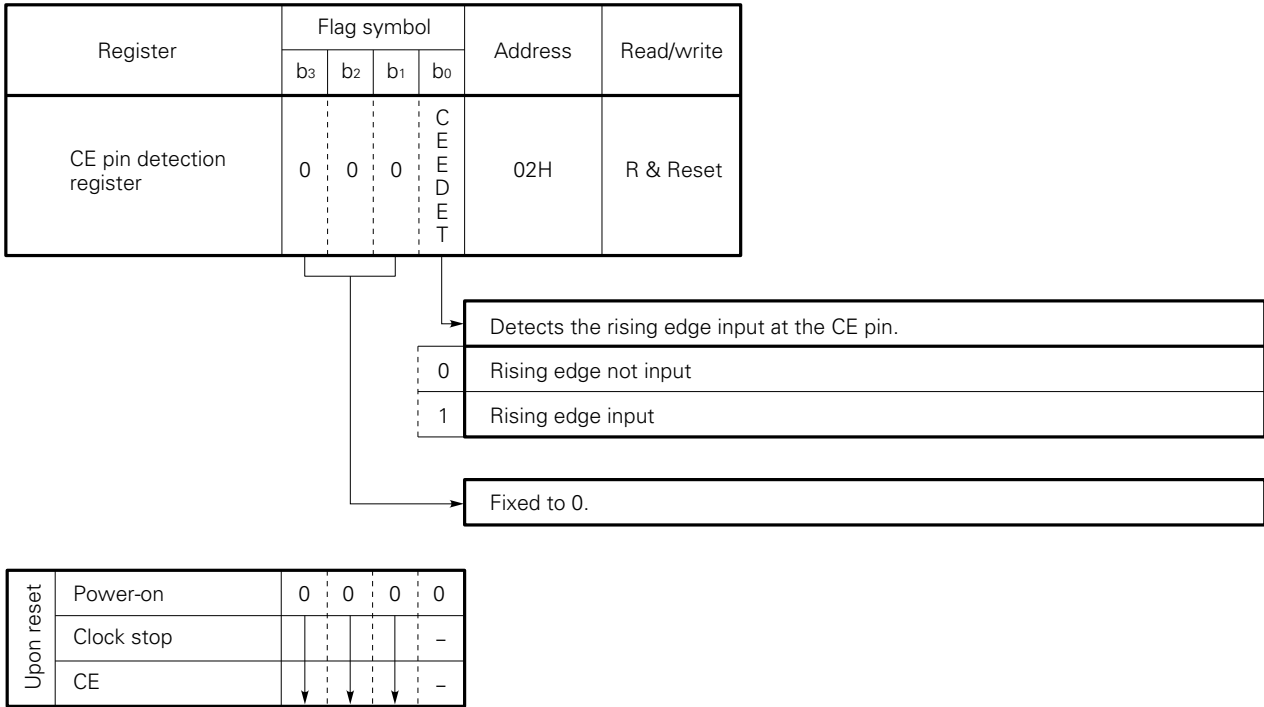 Register Flag symbol Address Read/write
b3 b2 b1 b0
CE pin detection register 0 0 0 CEEDET 02H R & Reset
Detects the rising edge input at the CE pin.
0 Rising edge not input
1 Rising edge input
Fixed to 0.
Upon reset
Power-on 0 0 0 0
Clock stop –
CE –